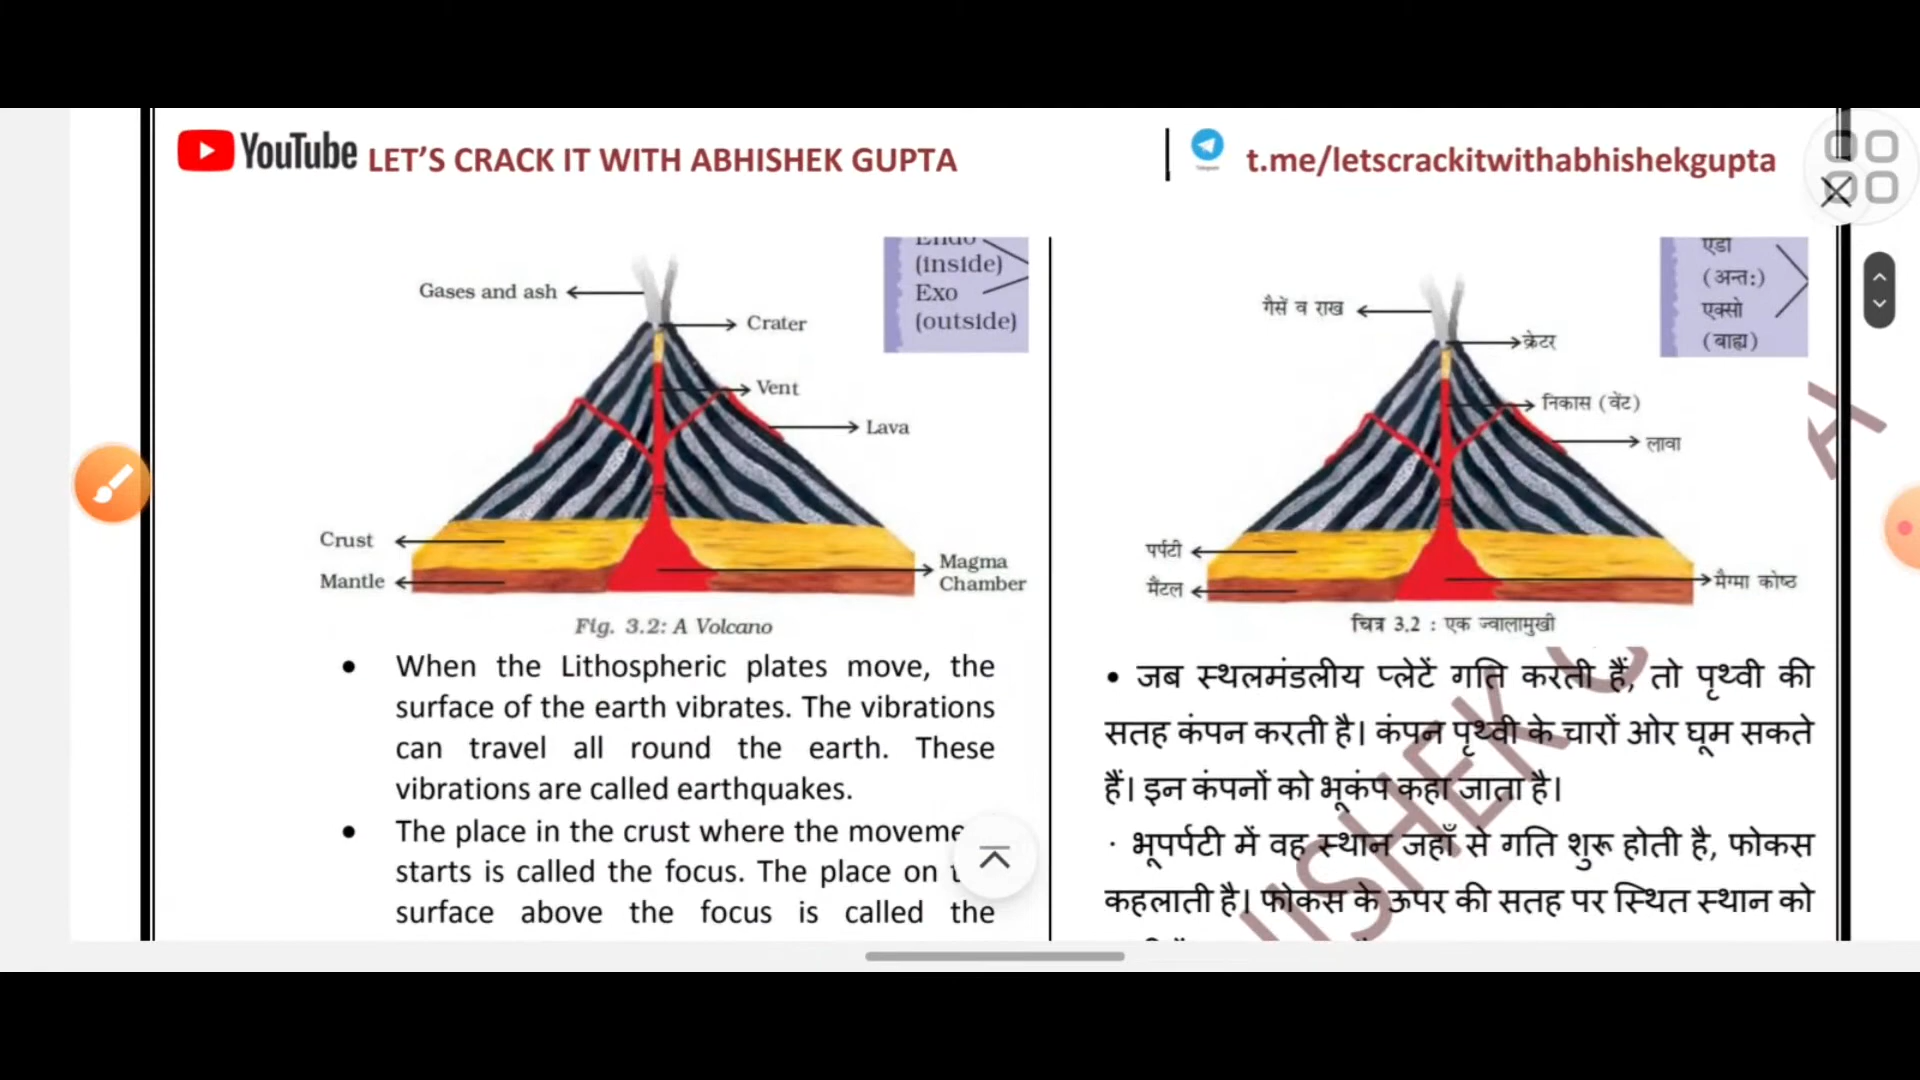 YouTube LET'S CRACK IT WITH ABHISHEK GUPTA
t.me/letscrackitwithabhishekgupta
Endo
(inside)
Exo
(outside)
Gases and ash
Crater
Vent
Lava
Crust
Mantle
Magma
Chamber
Fig. 3.2: A Volcano
• When the Lithospheric plates move, the
surface of the earth vibrates. The vibrations
can travel all round the earth. These
vibrations are called earthquakes.
• The place in the crust where the moveme
starts is called the focus. The place on t
surface above the focus is called the
एंडो
(अन्तः)
एक्सो
(बाह्य)
गैसें व राख
क्रेटर
निकास (वेंट)
लावा
पर्पटी
मैंटल
मैग्मा कोष्ठ
चित्र 3.2 : एक ज्वालामुखी
• जब स्थलमंडलीय प्लेटें गति करती हैं, तो पृथ्वी की
सतह कंपन करती है। कंपन पृथ्वी के चारों ओर घूम सकते
हैं। इन कंपनों को भूकंप कहा जाता है।
· भूपर्पटी में वह स्थान जहाँ से गति शुरू होती है, फोकस
कहलाती है। फोकस के ऊपर की सतह पर स्थित स्थान को